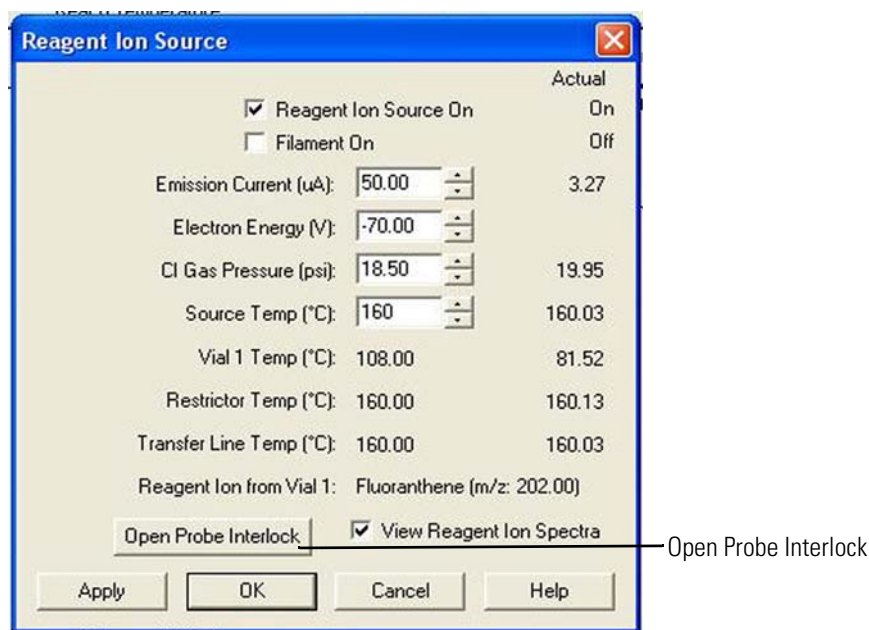 Reagent Ion Source
Actual
Reagent Ion Source On On
Filament On Off
Emission Current (uA): 50.00 3.27
Electron Energy (V): -70.00
CI Gas Pressure (psi): 18.50 19.95
Source Temp (°C): 160 160.03
Vial 1 Temp (°C): 108.00 81.52
Restrictor Temp (°C): 160.00 160.13
Transfer Line Temp (°C): 160.00 160.03
Reagent Ion from Vial 1: Fluoranthene (m/z: 202.00)
Open Probe Interlock View Reagent Ion Spectra
Open Probe Interlock
Apply OK Cancel Help